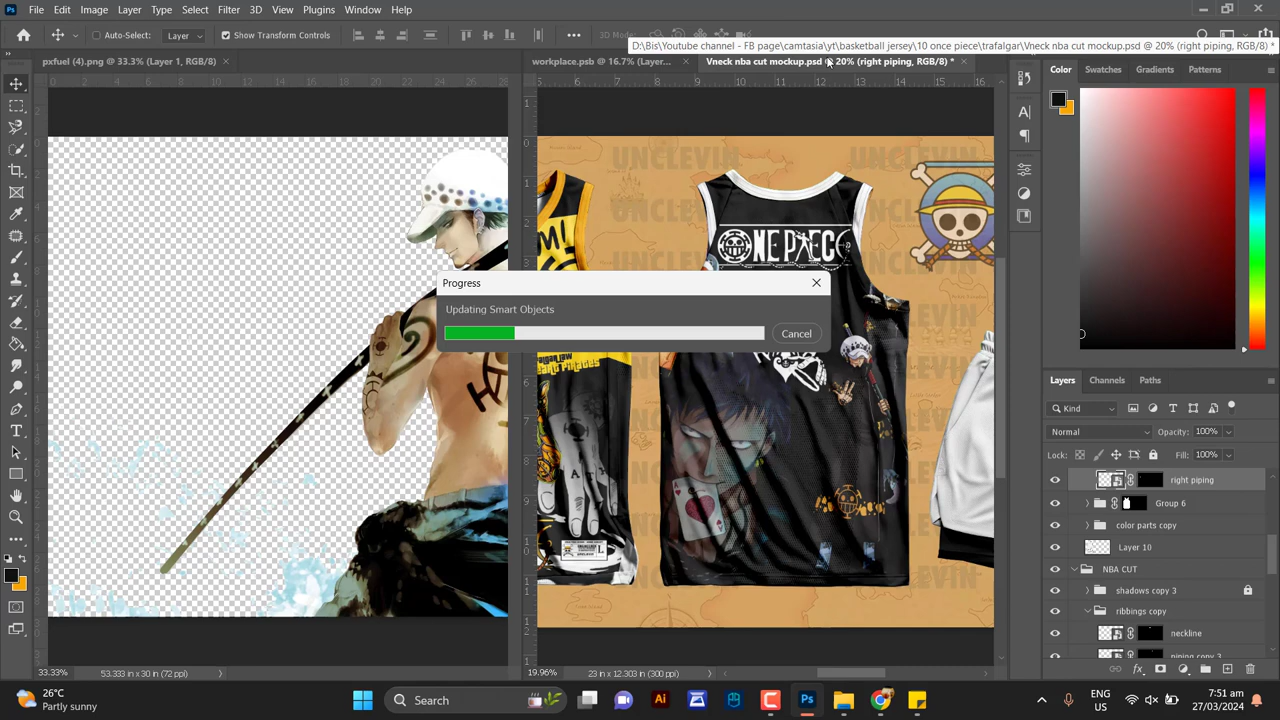 File Edit Image Layer Type Select Filter 3D View Plugins Window Help
Auto-Select: Layer Show Transform Controls 3D Mode:
D:\Bis\Youtube channel - FB page\camtasia\yt\basketball jersey\10 once piece\trafalgar\Vneck nba cut mockup.psd @ 20% (right piping, RGB/8) *
pxfuel (4).png @ 33.3% (Layer 1, RGB/8)
workplace.psb @ 16.7% (Layer...
Vneck nba cut mockup.psd @ 20% (right piping, RGB/8) *
Color Swatches Gradients Patterns
UNCLEVIN UNCLEVIN
ONE PIECE
Progress
Updating Smart Objects
Cancel
Layers Channels Paths
Kind
Normal Opacity: 100%
Lock: Fill: 100%
right piping
Group 6
color parts copy
Layer 10
NBA CUT
shadows copy 3
ribbings copy
neckline
piping copy 3
33.33% 53.333 in x 30 in (72 ppi)
19.96% 23 in x 12.303 in (300 ppi)
26°C
Partly sunny
Search
ENG
US
7:51 am
27/03/2024